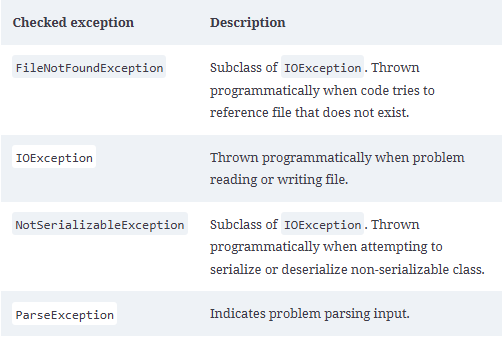 Checked exception Description
FileNotFoundException Subclass of IOException. Thrown
programmatically when code tries to
reference file that does not exist.
IOException Thrown programmatically when problem
reading or writing file.
NotSerializableException Subclass of IOException. Thrown
programmatically when attempting to
serialize or deserialize non-serializable class.
ParseException Indicates problem parsing input.